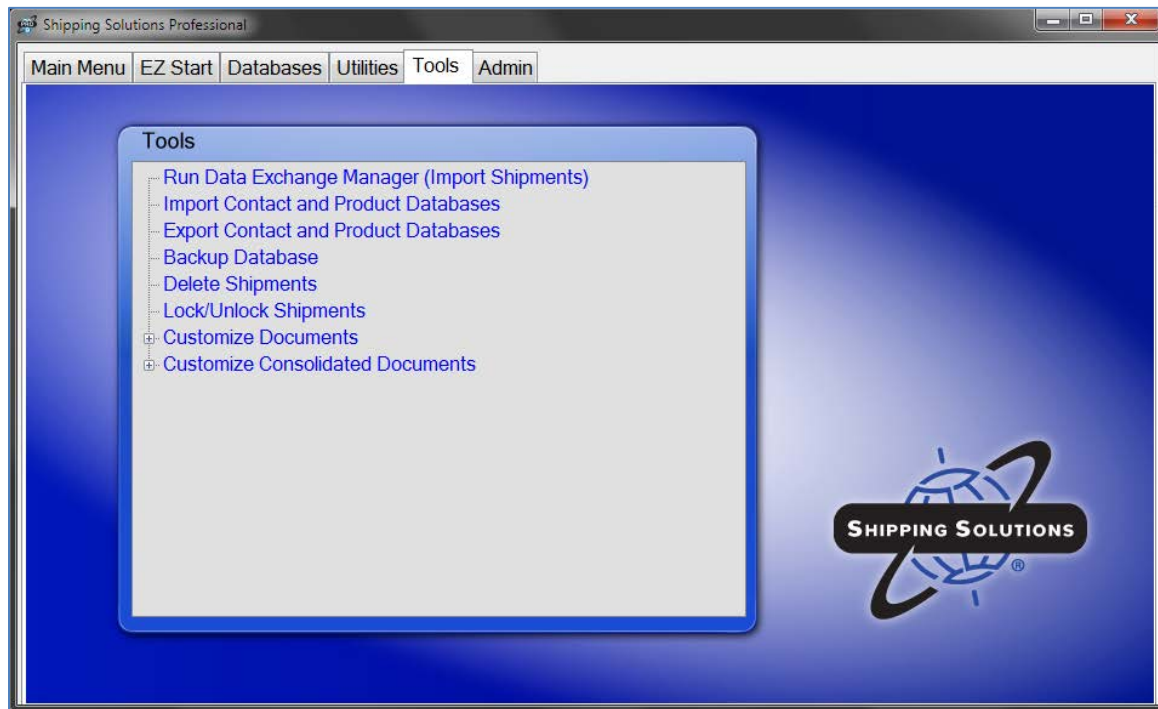 Shipping Solutions Professional
Main Menu EZ Start Databases Utilities Tools Admin
Tools
Run Data Exchange Manager (Import Shipments)
Import Contact and Product Databases
Export Contact and Product Databases
Backup Database
Delete Shipments
Lock/Unlock Shipments
Customize Documents
Customize Consolidated Documents
SHIPPING SOLUTIONS
®